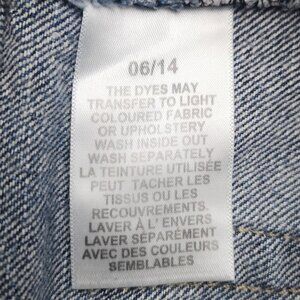 06/14
THE DYES MAY
TRANSFER TO LIGHT
COLOURED FABRIC
OR UPHOLSTERY
WASH INSIDE OUT
WASH SEPARATELY
LA TEINTURE UTILISÉE
PEUT TACHER LES
TISSUS OU LES
RECOUVREMENTS.
LAVER À L' ENVERS
LAVER SÉPARÉMENT
AVEC DES COULEURS
SEMBLABLES